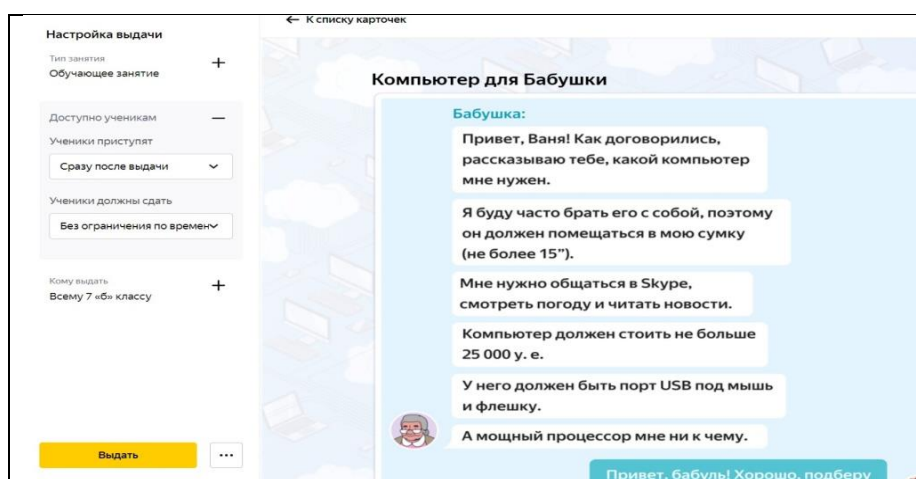 ← К списку карточек
Настройка выдачи
Тип занятия
Обучающее занятие
Доступно ученикам
Ученики приступят
Сразу после выдачи
Ученики должны сдать
Без ограничения по времен
Кому выдать
Всему 7 «б» классу
Выдать
Компьютер для Бабушки
Бабушка:
Привет, Ваня! Как договорились,
рассказываю тебе, какой компьютер
мне нужен.
Я буду часто брать его с собой, поэтому
он должен помещаться в мою сумку
(не более 15”).
Мне нужно общаться в Skype,
смотреть погоду и читать новости.
Компьютер должен стоить не больше
25 000 у. е.
У него должен быть порт USB под мышь
и флешку.
А мощный процессор мне ни к чему.
Привет, бабуль! Хорошо, подберу